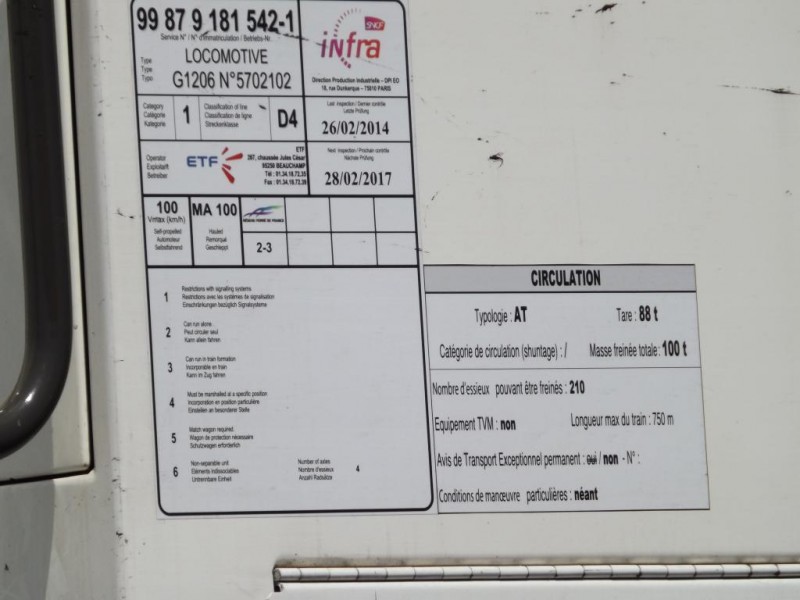 99 87 9 181 542-1
Service N° / N° d'immatriculation / Betriebs-Nr.
Type
Type
Typo
LOCOMOTIVE
G1206 N°5702102
SNCF
infra
Direction Production Industrielle – DPI EO
18, rue Dunkerque – 75010 PARIS
Category
Catégorie
Kategorie
1
Classification of line
Classification de ligne
Streckenklasse
D4
Last inspection / Dernier contrôle
Letzte Prüfung
26/02/2014
Operator
Exploitant
Betreiber
ETF
ETF
267, chaussée Jules César
95250 BEAUCHAMP
Tél : 01.34.18.72.35
Fax : 01.34.18.72.39
Next inspection / Prochain contrôle
Nächste Prüfung
28/02/2017
100
Vmax (km/h)
Self-propelled
Automoteur
Selbstfahrend
MA 100
Hauled
Remorqué
Geschleppt
RÉSEAU FERRÉ DE FRANCE
2-3
1
Restrictions with signalling systems
Restrictions avec les systèmes de signalisation
Einschränkungen bezüglich Signalsysteme
2
Can run alone
Peut circuler seul
Kann allein fahren
3
Can run in train formation
Incorporable en train
Kann im Zug fahren
4
Must be marshalled at a specific position
Incorporation en position particulière
Einstellen an besonderer Stelle
5
Match wagon required
Wagon de protection nécessaire
Schutzwagen erforderlich
6
Non-separable unit
Eléments indissociables
Untrennbare Einheit
Number of axles
Nombre d'essieux
Anzahl Radsätze
4
CIRCULATION
Typologie : AT Tare : 88 t
Catégorie de circulation (shuntage) : / Masse freinée totale : 100 t
Nombre d'essieux pouvant être freinés : 210
Equipement TVM : non Longueur max du train : 750 m
Avis de Transport Exceptionnel permanent : oui / non - N° :
Conditions de manœuvre particulières : néant